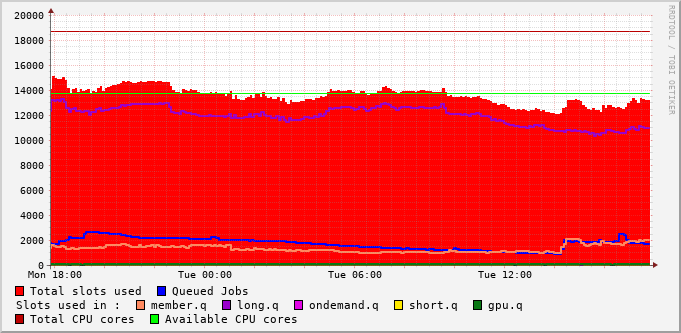 20000
18000
16000
14000
12000
10000
8000
6000
4000
2000
0
Mon 18:00 Tue 00:00 Tue 06:00 Tue 12:00
Total slots used Queued Jobs
Slots used in : member.q long.q ondemand.q short.q gpu.q
Total CPU cores Available CPU cores
RRDTOOL / TOBI OETIKER